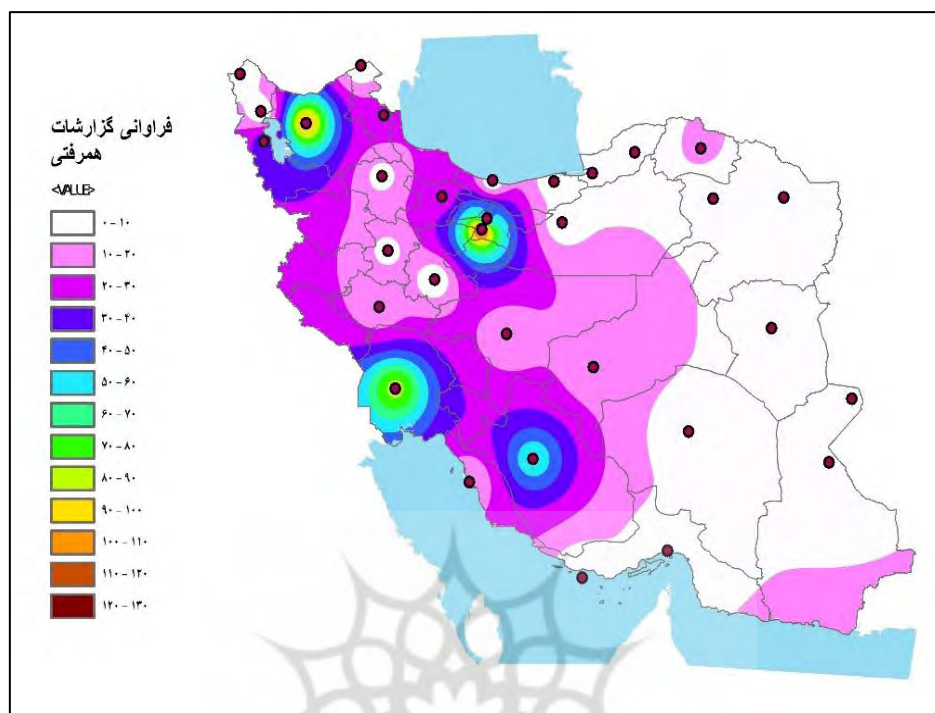 فراوانی گزارشات
همرفتی
<VALUE>
۰ - ۱۰
۱۰ - ۲۰
۲۰ - ۳۰
۳۰ - ۴۰
۴۰ - ۵۰
۵۰ - ۶۰
۶۰ - ۷۰
۷۰ - ۸۰
۸۰ - ۹۰
۹۰ - ۱۰۰
۱۰۰ - ۱۱۰
۱۱۰ - ۱۲۰
۱۲۰ - ۱۳۰